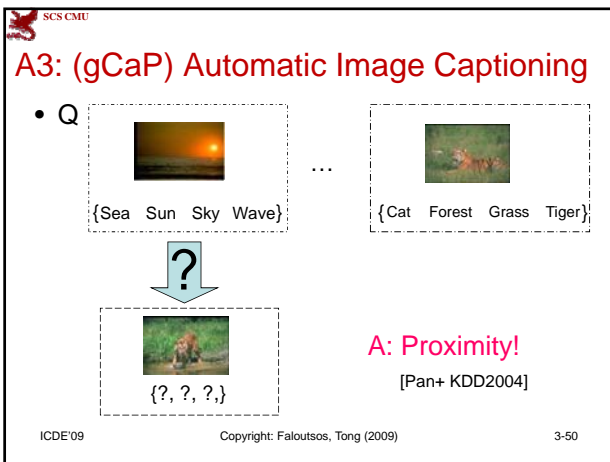 SCS CMU
A3: (gCaP) Automatic Image Captioning
• Q
…
{Sea Sun Sky Wave}
{Cat Forest Grass Tiger}
?
{?, ?, ?,}
A: Proximity!
[Pan+ KDD2004]
ICDE'09 Copyright: Faloutsos, Tong (2009) 3-50